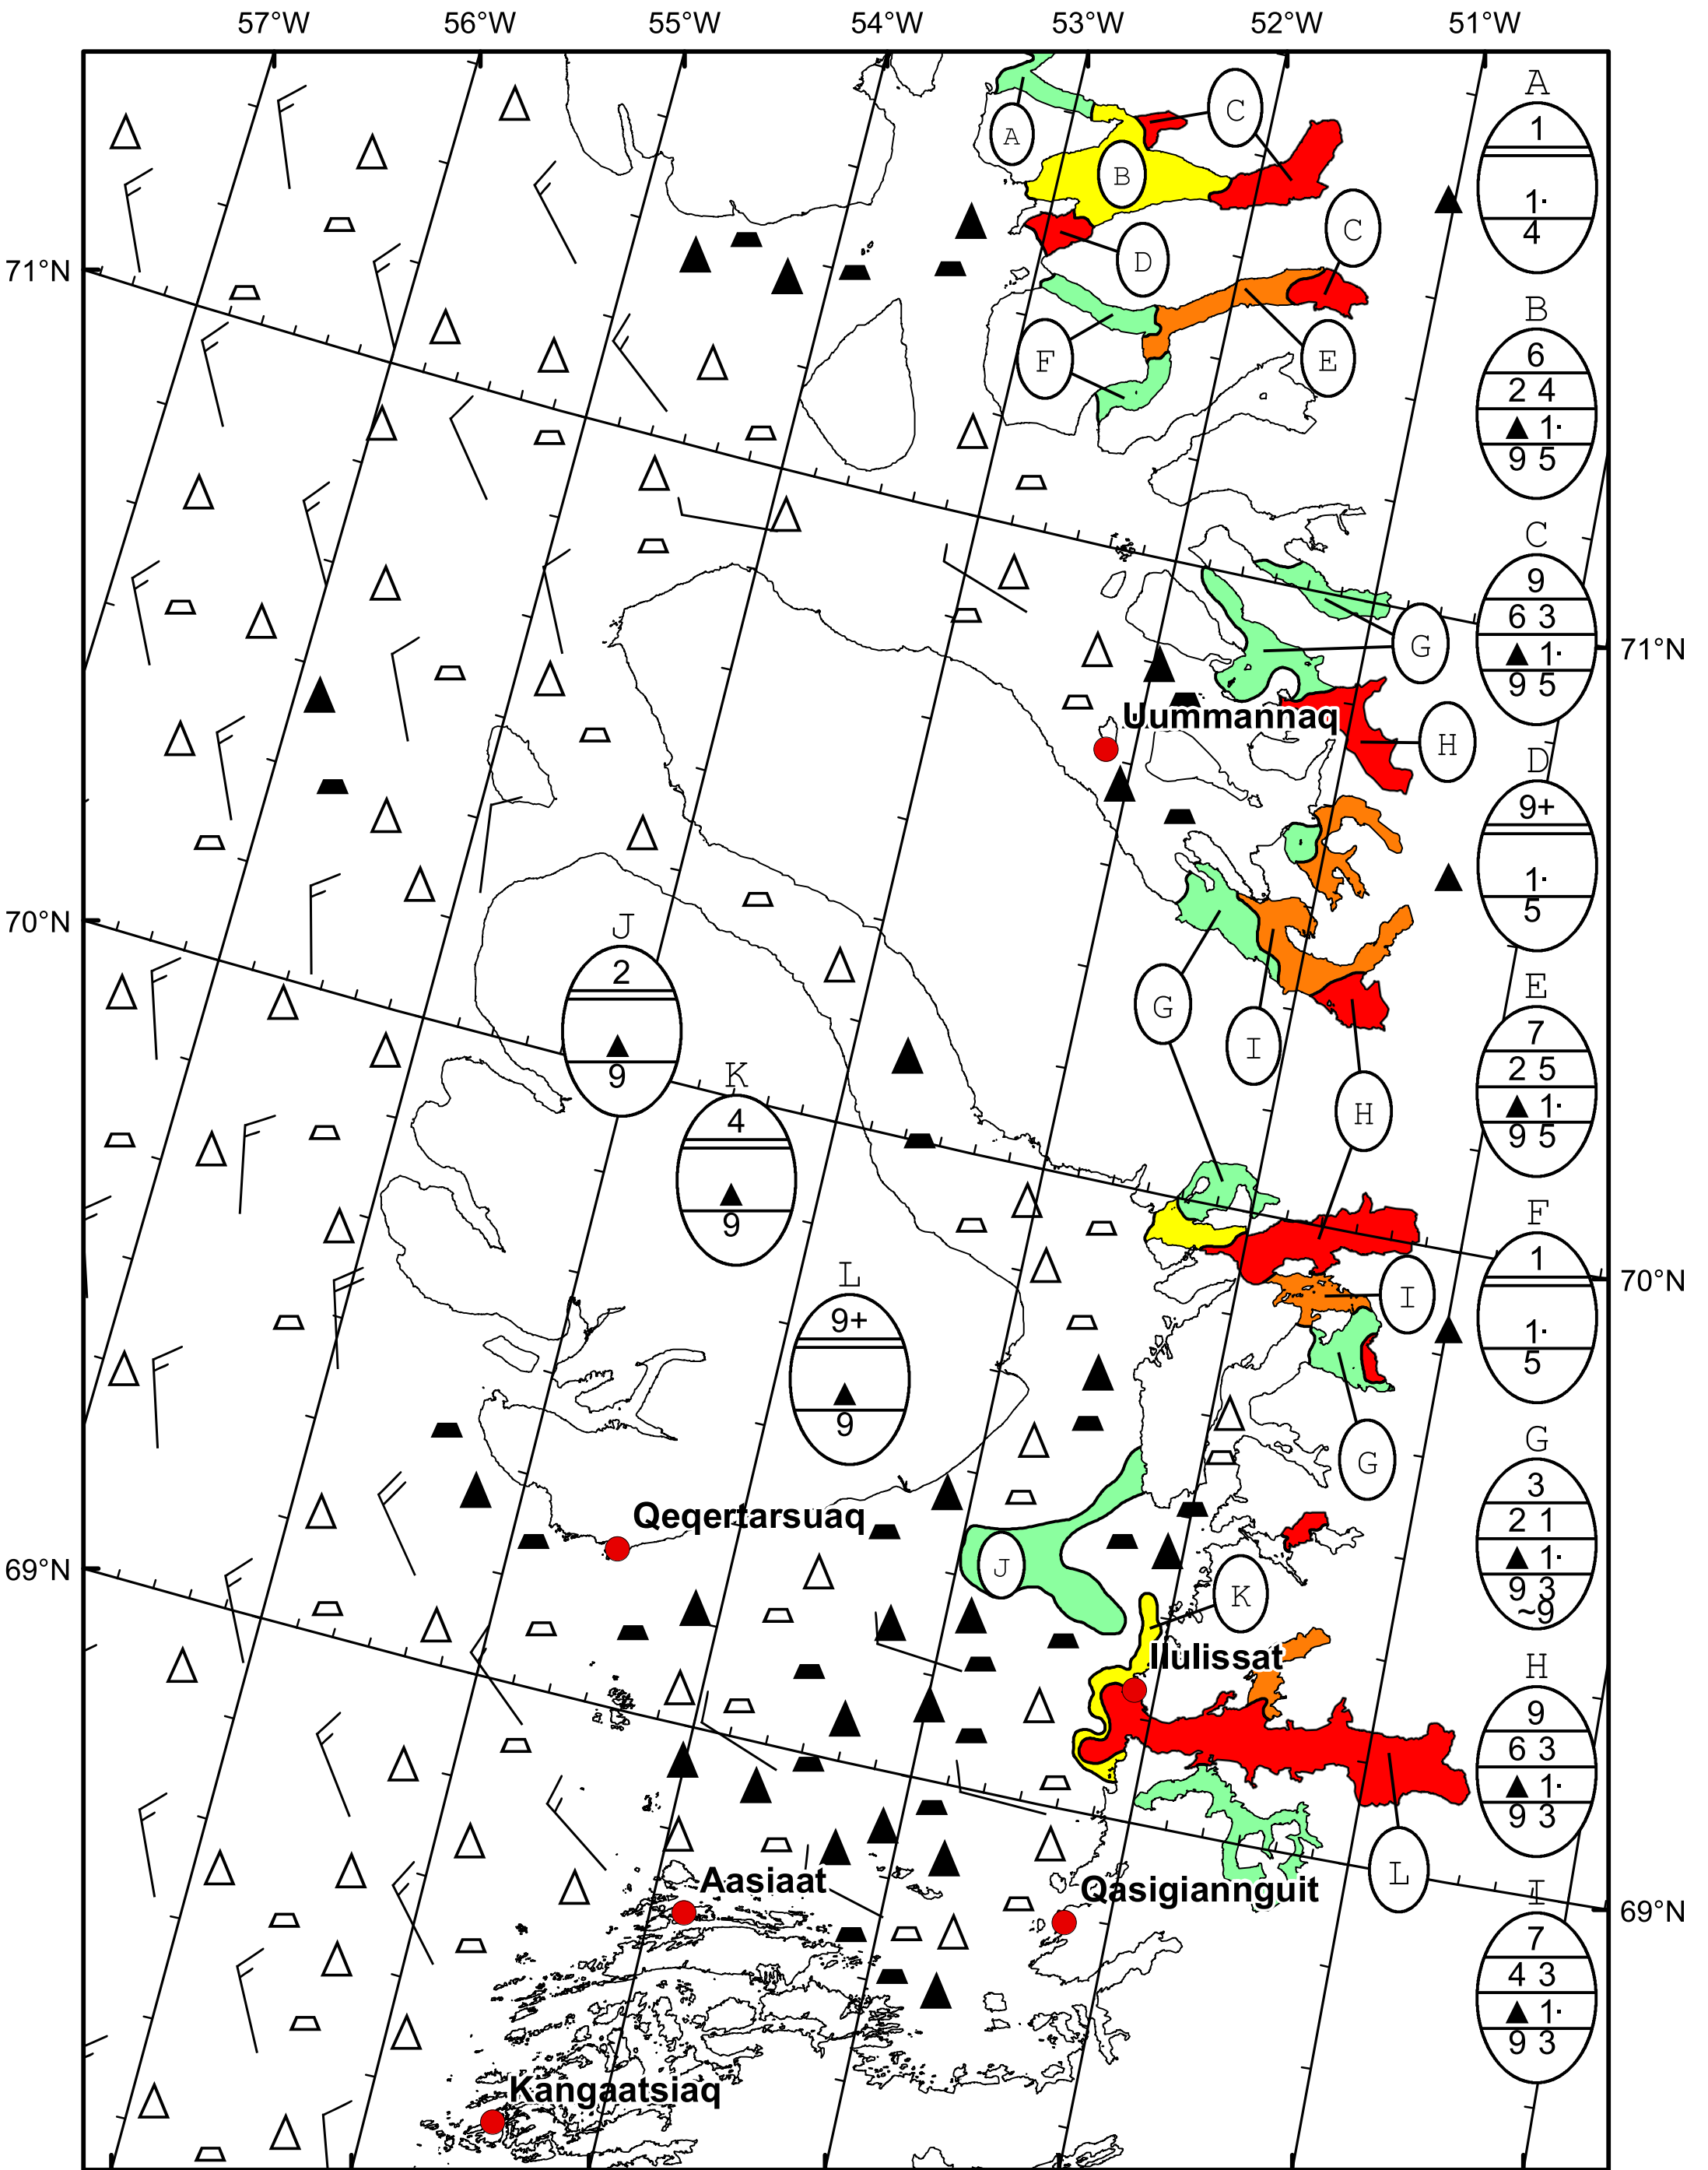 57°W 56°W 55°W 54°W 53°W 52°W 51°W
A
1
1·
4
A
B
C
C
D
E
F
71°N
B
6
2 4
▲ 1·
9 5
C
9
6 3
▲ 1·
9 5
G
71°N
Uummannaq
H
D
9+
1·
5
70°N
J
2
▲
9
G
I
H
E
7
2 5
▲ 1·
9 5
K
4
▲
9
F
1
1·
5
70°N
I
L
9+
▲
9
G
G
3
2 1
▲ 1·
9 3
~9
Qeqertarsuaq
69°N
J
K
Ilulissat
H
9
6 3
▲ 1·
9 3
Aasiaat
Qasigiannguit
L
69°N
I
7
4 3
▲ 1·
9 3
Kangaatsiaq